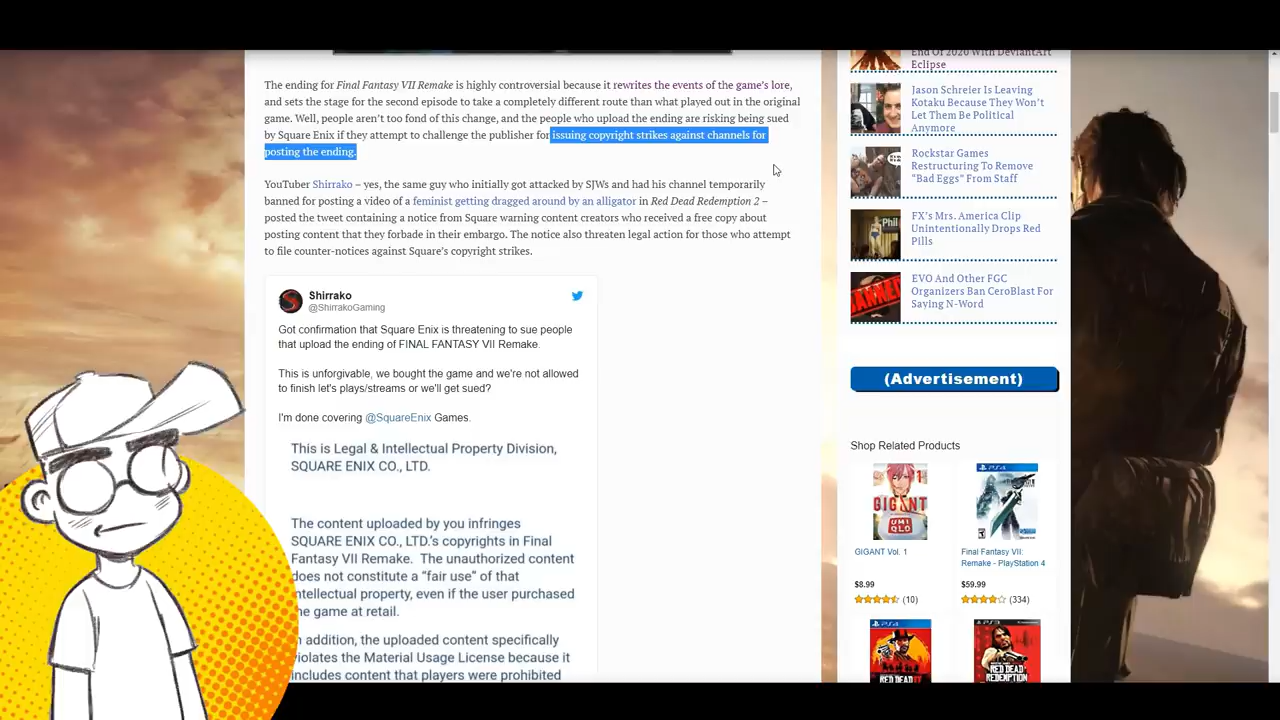 The ending for Final Fantasy VII Remake is highly controversial because it rewrites the events of the game's lore,
and sets the stage for the second episode to take a completely different route than what played out in the original
game. Well, people aren't too fond of this change, and the people who upload the ending are risking being sued
by Square Enix if they attempt to challenge the publisher for issuing copyright strikes against channels for
posting the ending.
YouTuber Shirrako – yes, the same guy who initially got attacked by SJWs and had his channel temporarily
banned for posting a video of a feminist getting dragged around by an alligator in Red Dead Redemption 2 –
posted the tweet containing a notice from Square warning content creators who received a free copy about
posting content that they forbade in their embargo. The notice also threaten legal action for those who attempt
to file counter-notices against Square's copyright strikes.
Shirrako
@ShirrakoGaming
Got confirmation that Square Enix is threatening to sue people
that upload the ending of FINAL FANTASY VII Remake.
This is unforgivable, we bought the game and we're not allowed
to finish let's plays/streams or we'll get sued?
I'm done covering @SquareEnix Games.
This is Legal & Intellectual Property Division,
SQUARE ENIX CO., LTD.
The content uploaded by you infringes
SQUARE ENIX CO., LTD.'s copyrights in Final
Fantasy VII Remake. The unauthorized content
does not constitute a "fair use" of that
ntellectual property, even if the user purchased
he game at retail.
n addition, the uploaded content specifically
iolates the Material Usage License because it
ncludes content that players were prohibited
End Of 2020 With DeviantArt
Eclipse
Jason Schreier Is Leaving
Kotaku Because They Won't
Let Them Be Political
Anymore
Rockstar Games
Restructuring To Remove
"Bad Eggs" From Staff
FX's Mrs. America Clip
Unintentionally Drops Red
Pills
EVO And Other FGC
Organizers Ban CeroBlast For
Saying N-Word
(Advertisement)
Shop Related Products
GIGANT
GIGANT Vol. 1
$8.99
(10)
Final Fantasy VII:
Remake - PlayStation 4
$59.99
(334)
RED DEAD
RED DEAD
REDEMPTION